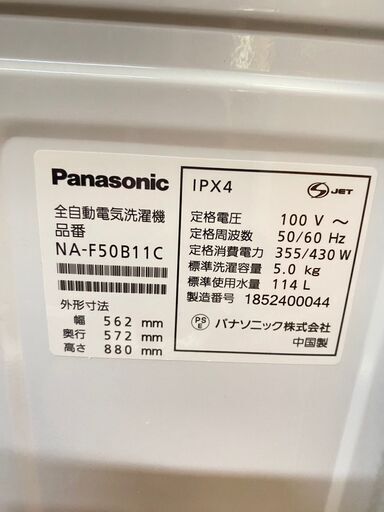 Panasonic
全自動電気洗濯機
品番
NA-F50B11C
外形寸法
幅 562 mm
奥行 572 mm
高さ 880 mm
IPX4
S JET
定格電圧 100 V ～
定格周波数 50/60 Hz
定格消費電力 355/430 W
標準洗濯容量 5.0 kg
標準使用水量 114 L
製造番号 1852400044
PS E パナソニック株式会社
中国製